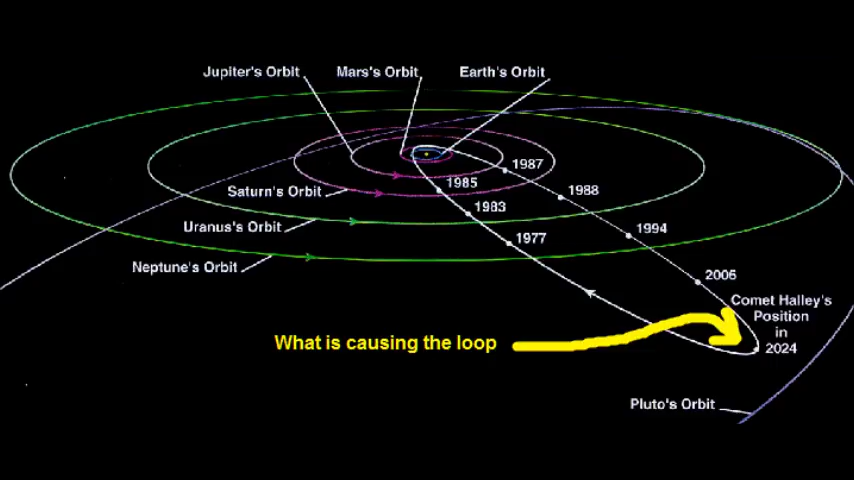 Jupiter's Orbit
Mars's Orbit
Earth's Orbit
1987
1985
Saturn's Orbit
1988
1983
Uranus's Orbit
1994
1977
Neptune's Orbit
2005
Comet Halley's
Position
in
2024
What is causing the loop
Pluto's Orbit